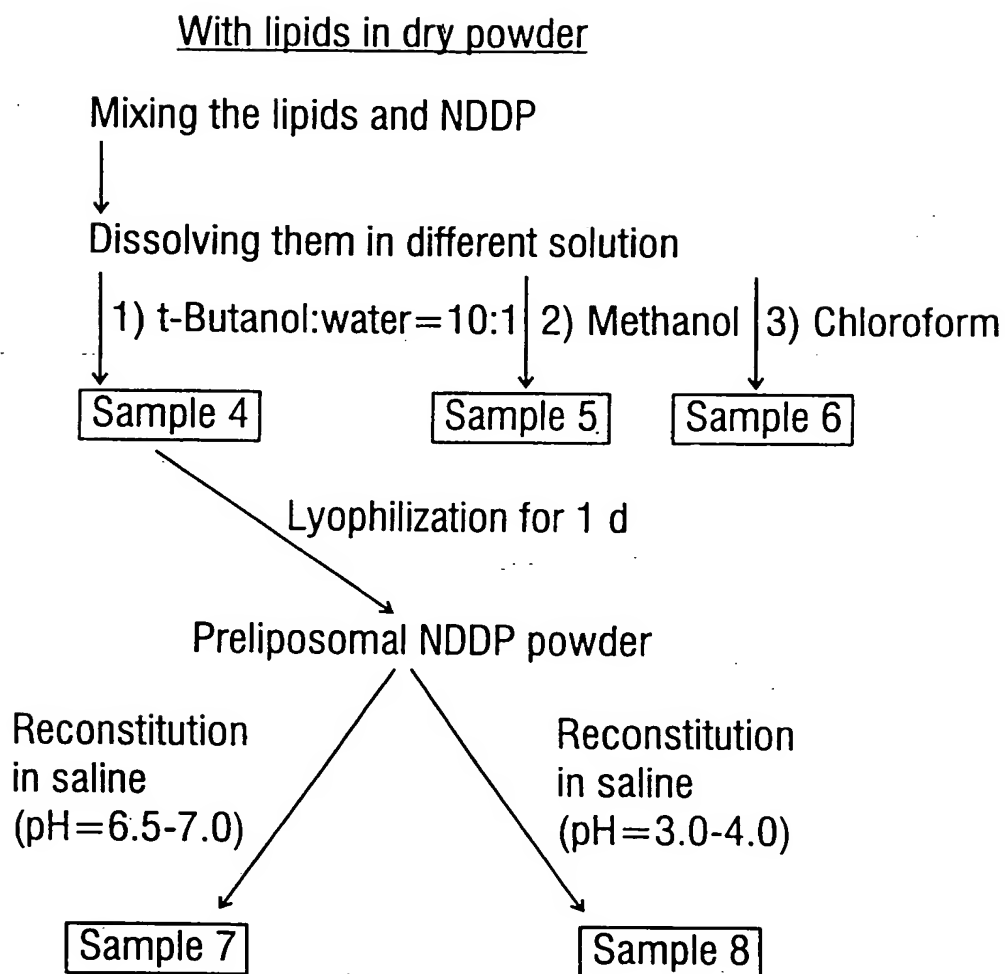 With lipids in dry powder
Mixing the lipids and NDDP
Dissolving them in different solution
1) t-Butanol:water=10:1
2) Methanol
3) Chloroform
Sample 4
Sample 5
Sample 6
Lyophilization for 1 d
Preliposomal NDDP powder
Reconstitution
in saline
(pH=6.5-7.0)
Reconstitution
in saline
(pH=3.0-4.0)
Sample 7
Sample 8